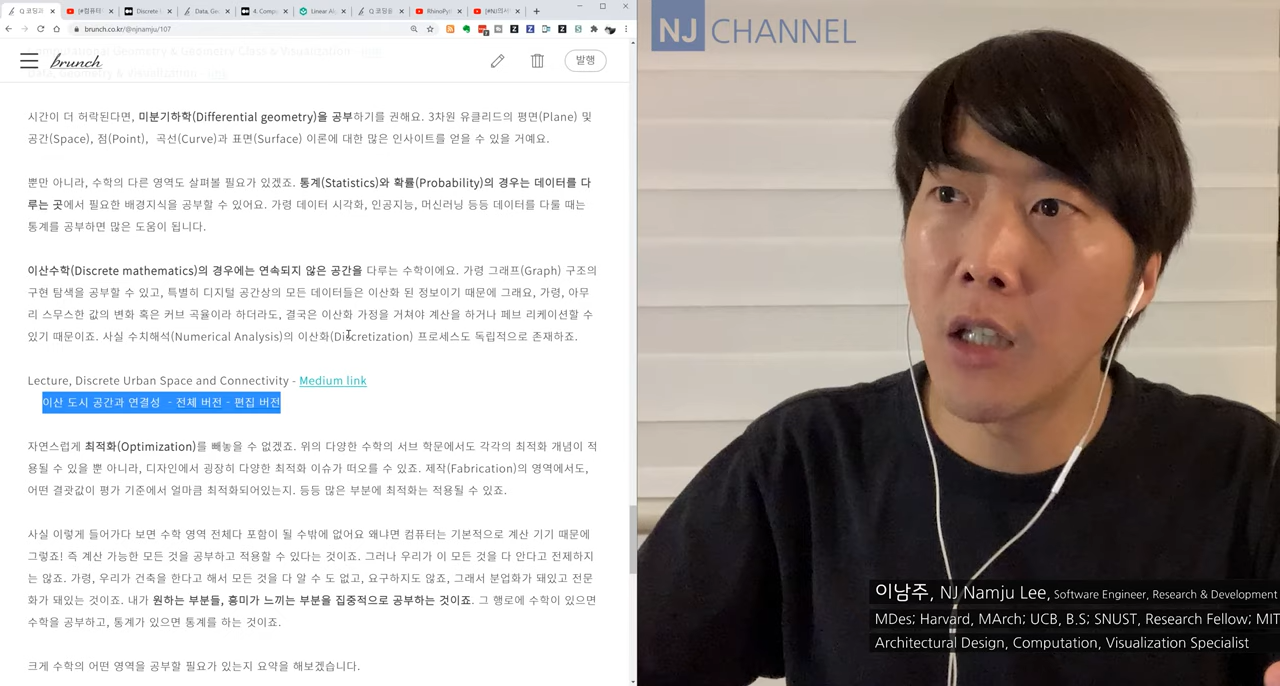 Q 코딩과
[#컴퓨터
Discrete
Data, Ge
4. Comp
Linear Al
Q 코딩을
RhinoPyt
[#NJ의서
brunch.co.kr/@njnamju/107
brunch
발행
시간이 더 허락된다면, 미분기하학(Differential geometry)을 공부하기를 권해요. 3차원 유클리드의 평면(Plane) 및
공간(Space), 점(Point), 곡선(Curve)과 표면(Surface) 이론에 대한 많은 인사이트를 얻을 수 있을 거예요.
뿐만 아니라, 수학의 다른 영역도 살펴볼 필요가 있겠죠. 통계(Statistics)와 확률(Probability)의 경우는 데이터를 다
루는 곳에서 필요한 배경지식을 공부할 수 있어요. 가령 데이터 시각화, 인공지능, 머신러닝 등등 데이터를 다룰 때는
통계를 공부하면 많은 도움이 됩니다.
이산수학(Discrete mathematics)의 경우에는 연속되지 않은 공간을 다루는 수학이에요. 가령 그래프(Graph) 구조의
구현 탐색을 공부할 수 있고, 특별히 디지털 공간상의 모든 데이터들은 이산화 된 정보이기 때문에 그래요, 가령, 아무
리 스무스한 값의 변화 혹은 커브 곡율이라 하더라도, 결국은 이산화 가정을 거쳐야 계산을 하거나 페브 리케이션할 수
있기 때문이죠. 사실 수치해석(Numerical Analysis)의 이산화(Discretization) 프로세스도 독립적으로 존재하죠.
Lecture, Discrete Urban Space and Connectivity - Medium link
이산 도시 공간과 연결성 - 전체 버전 - 편집 버전
자연스럽게 최적화(Optimization)를 빼놓을 수 없겠죠. 위의 다양한 수학의 서브 학문에서도 각각의 최적화 개념이 적
용될 수 있을 뿐 아니라, 디자인에서 굉장히 다양한 최적화 이슈가 떠오를 수 있죠. 제작(Fabrication)의 영역에서도,
어떤 결괏값이 평가 기준에서 얼마큼 최적화되어있는지. 등등 많은 부분에 최적화는 적용될 수 있죠.
사실 이렇게 들어가다 보면 수학 영역 전체다 포함이 될 수밖에 없어요 왜냐면 컴퓨터는 기본적으로 계산 기기 때문에
그렇죠! 즉 계산 가능한 모든 것을 공부하고 적용할 수 있다는 것이죠. 그러나 우리가 이 모든 것을 다 안다고 전제하지
는 않죠. 가령, 우리가 건축을 한다고 해서 모든 것을 다 알 수 도 없고, 요구하지도 않죠, 그래서 분업화가 돼있고 전문
화가 돼있는 것이죠. 내가 원하는 부분을, 흥미가 느끼는 부분을 집중적으로 공부하는 것이죠. 그 행로에 수학이 있으면
수학을 공부하고, 통계가 있으면 통계를 하는 것이죠.
크게 수학의 어떤 영역을 공부할 필요가 있는지 요약을 해보겠습니다.
NJ CHANNEL
이남주, NJ Namju Lee, Software Engineer, Research & Development
MDes; Harvard, MArch; UCB, B.S; SNUST, Research Fellow; MIT
Architectural Design, Computation, Visualization Specialist